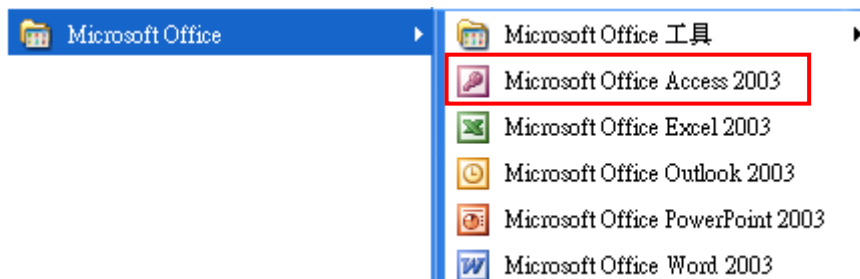 Microsoft Office
Microsoft Office 工具
Microsoft Office Access 2003
Microsoft Office Excel 2003
Microsoft Office Outlook 2003
Microsoft Office PowerPoint 2003
Microsoft Office Word 2003